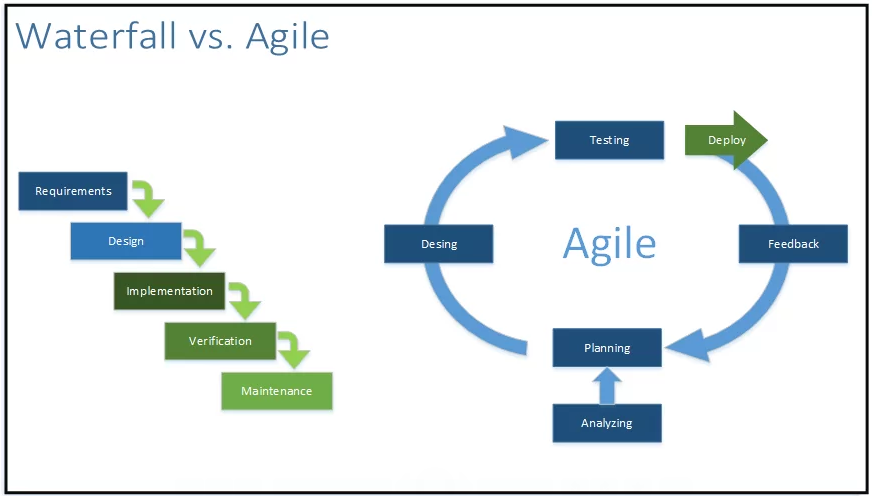 Waterfall vs. Agile
Requirements
Design
Implementation
Verification
Maintenance
Testing
Deploy
Desing
Agile
Feedback
Planning
Analyzing